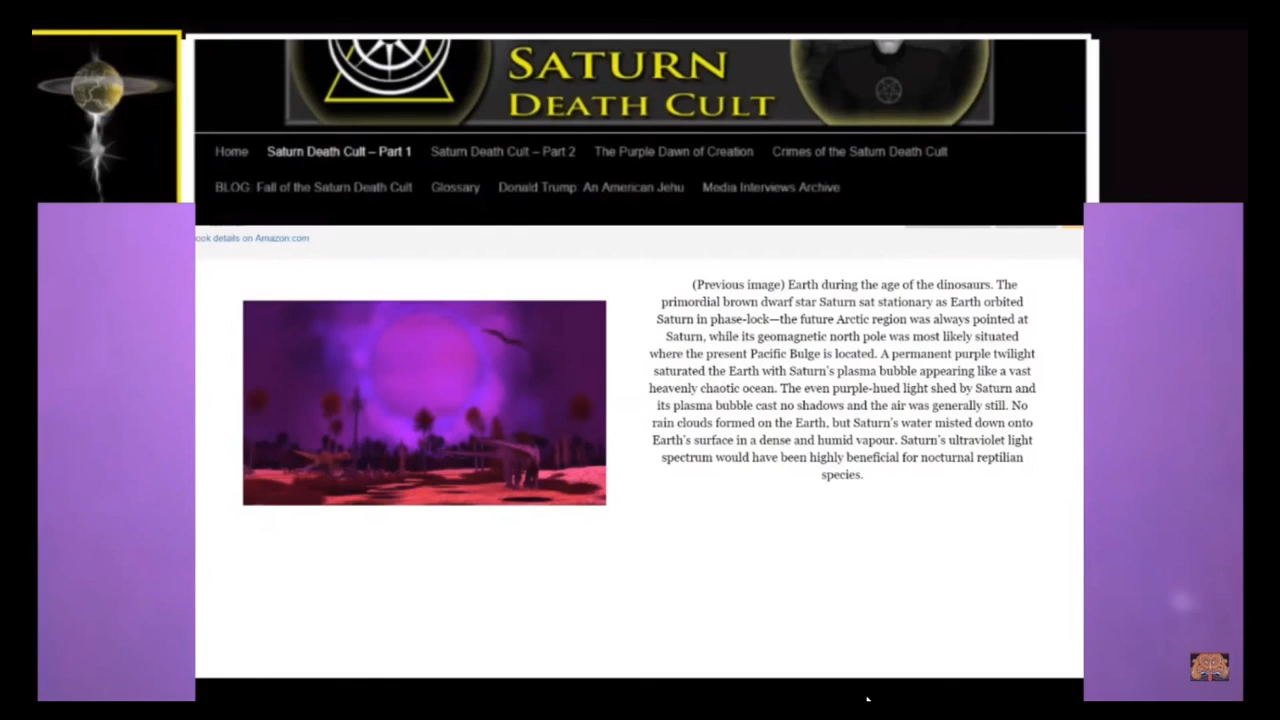 SATURN
DEATH CULT
Home Saturn Death Cult – Part 1 Saturn Death Cult – Part 2 The Purple Dawn of Creation Crimes of the Saturn Death Cult
BLOG: Fall of the Saturn Death Cult Glossary Donald Trump: An American Jehu Media Interviews Archive
ook details on Amazon.com
(Previous image) Earth during the age of the dinosaurs. The
primordial brown dwarf star Saturn sat stationary as Earth orbited
Saturn in phase-lock—the future Arctic region was always pointed at
Saturn, while its geomagnetic north pole was most likely situated
where the present Pacific Bulge is located. A permanent purple twilight
saturated the Earth with Saturn's plasma bubble appearing like a vast
heavenly chaotic ocean. The even purple-hued light shed by Saturn and
its plasma bubble cast no shadows and the air was generally still. No
rain clouds formed on the Earth, but Saturn's water misted down onto
Earth's surface in a dense and humid vapour. Saturn's ultraviolet light
spectrum would have been highly beneficial for nocturnal reptilian
species.